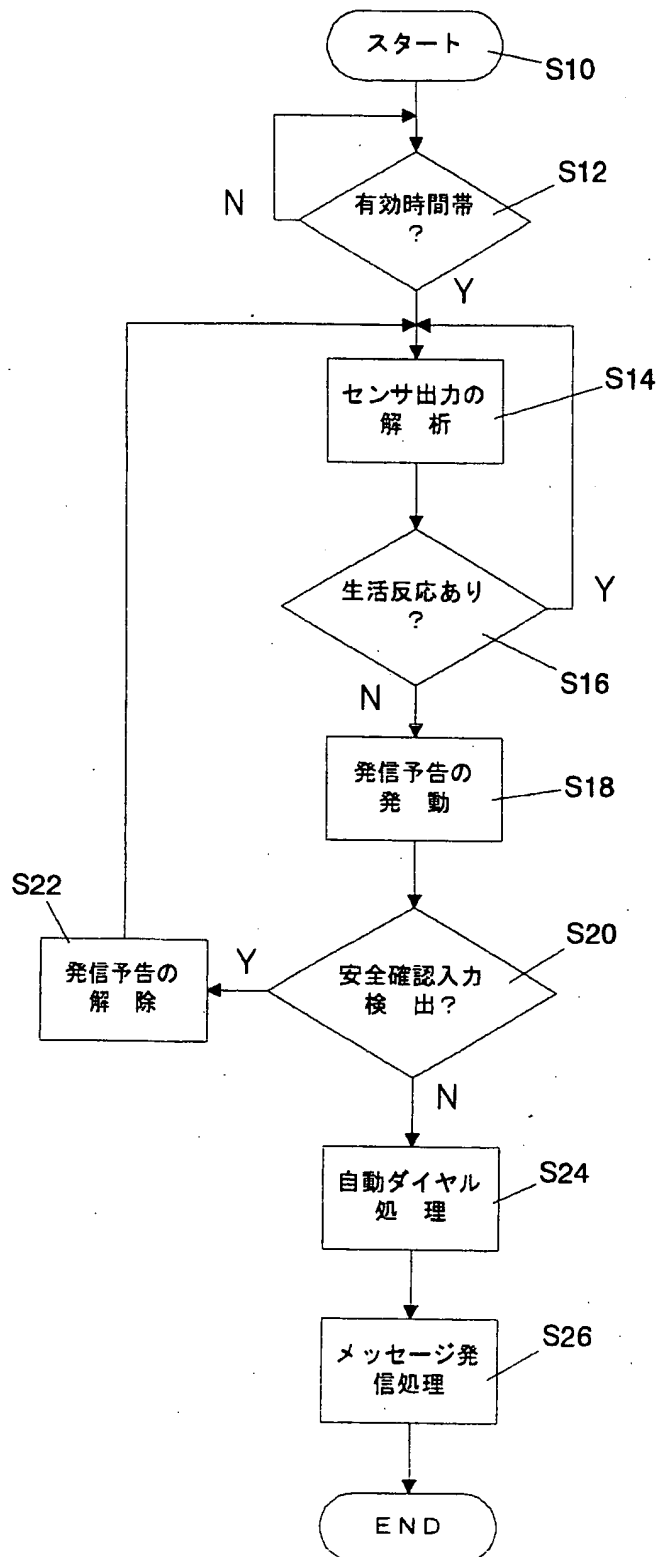 スタート
S10
S12
有効時間帯
?
N
Y
センサ出力の
解 析
S14
生活反応あり
?
Y
S16
N
発信予告の
発 動
S18
S22
S20
発信予告の
解 除
Y
安全確認入力
検 出?
N
自動ダイヤル
処 理
S24
メッセージ発
信処理
S26
END